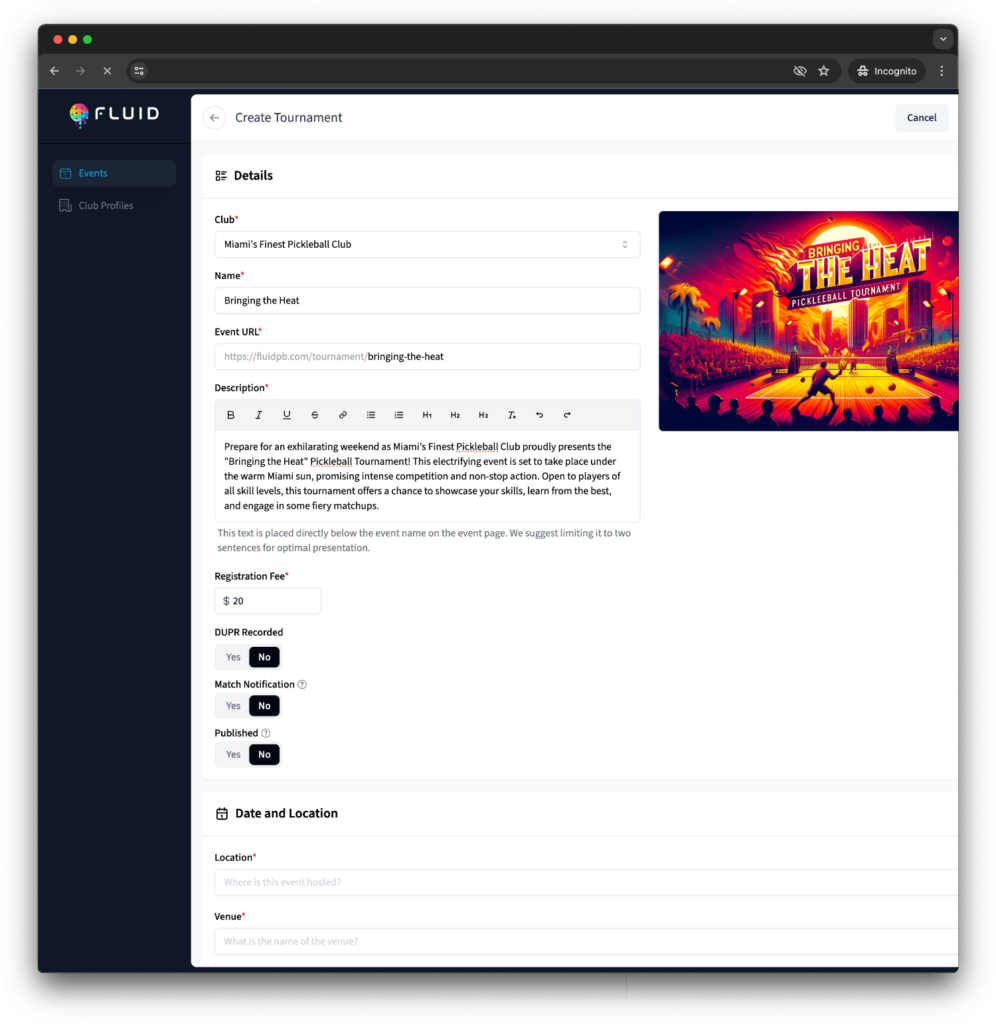 Incognito
FLUID
Create Tournament
Cancel
Events
Club Profiles
Details
Club*
Miami's Finest Pickleball Club
Name*
Bringing the Heat
Event URL*
https://fluidpb.com/tournament/bringing-the-heat
Description*
B I U S H1 H2 H3 Tx
Prepare for an exhilarating weekend as Miami's Finest Pickleball Club proudly presents the
"Bringing the Heat" Pickleball Tournament! This electrifying event is set to take place under
the warm Miami sun, promising intense competition and non-stop action. Open to players of
all skill levels, this tournament offers a chance to showcase your skills, learn from the best,
and engage in some fiery matchups.
This text is placed directly below the event name on the event page. We suggest limiting it to two
sentences for optimal presentation.
BRINGING
THE HEAT
PICKLEEBALL TOURNAMENT
Registration Fee*
$ 20
DUPR Recorded
Yes No
Match Notification ?
Yes No
Published ?
Yes No
Date and Location
Location*
Where is this event hosted?
Venue*
What is the name of the venue?